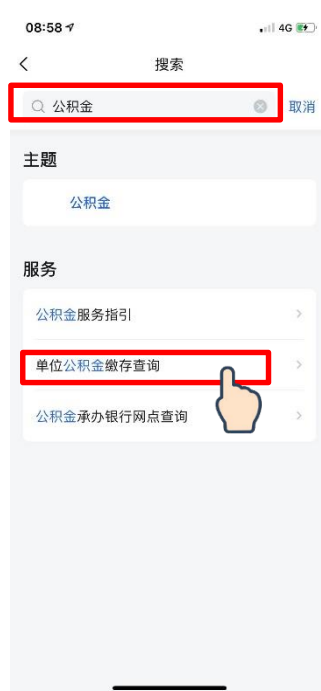 08:58 4G
搜索
公积金 取消
主题
公积金
服务
公积金服务指引
单位公积金缴存查询
公积金承办银行网点查询